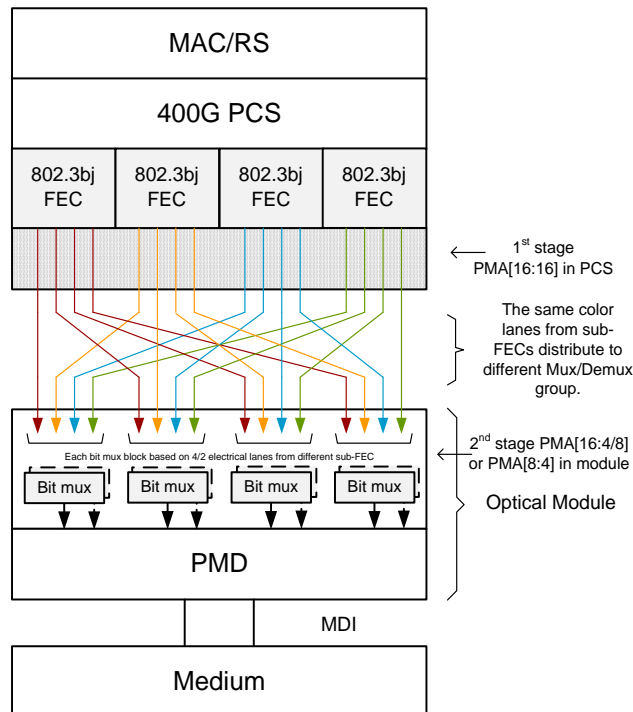 MAC/RS
400G PCS
802.3bj
FEC
802.3bj
FEC
802.3bj
FEC
802.3bj
FEC
1st stage
PMA[16:16] in PCS
The same color
lanes from sub-
FECs distribute to
different Mux/Demux
group.
2nd stage PMA[16:4/8]
or PMA[8:4] in module
Each bit mux block based on 4/2 electrical lanes from different sub-FEC
Bit mux
Bit mux
Bit mux
Bit mux
Optical Module
PMD
MDI
Medium